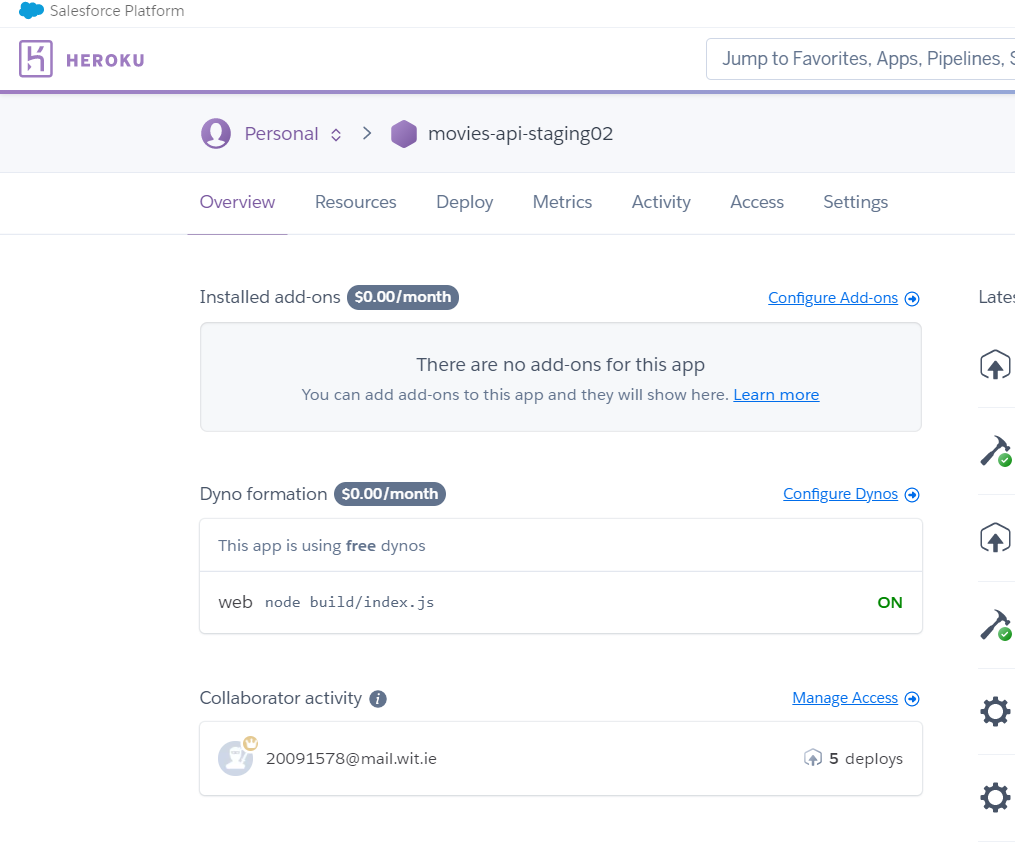 Salesforce Platform
HEROKU
Jump to Favorites, Apps, Pipelines,
Personal > movies-api-staging02
Overview Resources Deploy Metrics Activity Access Settings
Installed add-ons $0.00/month Configure Add-ons
There are no add-ons for this app
You can add add-ons to this app and they will show here. Learn more
Dyno formation $0.00/month Configure Dynos
This app is using free dynos
web node build/index.js ON
Collaborator activity i Manage Access
20091578@mail.wit.ie 5 deploys